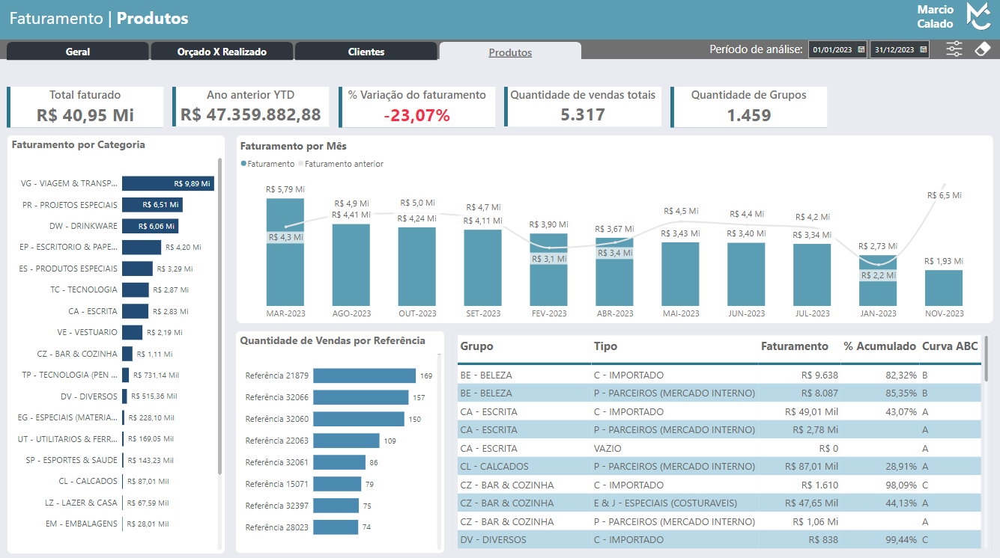 Faturamento | Produtos
Marcio
Calado
Geral
Orçado X Realizado
Clientes
Produtos
Período de análise:
01/01/2023
31/12/2023
Total faturado
R$ 40,95 Mi
Ano anterior YTD
R$ 47.359.882,88
% Variação do faturamento
-23,07%
Quantidade de vendas totais
5.317
Quantidade de Grupos
1.459
Faturamento por Categoria
VG - VIAGEM & TRANSP... R$ 9,89 Mi
PR - PROJETOS ESPECIAIS R$ 6,51 Mi
DW - DRINKWARE R$ 6,06 Mi
EP - ESCRITORIO & PAPE... R$ 4,20 Mi
ES - PRODUTOS ESPECIAIS R$ 3,29 Mi
TC - TECNOLOGIA R$ 2,87 Mi
CA - ESCRITA R$ 2,83 Mi
VE - VESTUARIO R$ 2,19 Mi
CZ - BAR & COZINHA R$ 1,11 Mi
TP - TECNOLOGIA (PEN ... R$ 731,14 Mil
DV - DIVERSOS R$ 515,36 Mil
EG - ESPECIAIS (MATERIA... R$ 228,10 Mil
UT - UTILITARIOS & FERR... R$ 169,05 Mil
SP - ESPORTES & SAUDE R$ 143,23 Mil
CL - CALCADOS R$ 87,01 Mil
LZ - LAZER & CASA R$ 67,59 Mil
EM - EMBALAGENS R$ 28,01 Mil
Faturamento por Mês
Faturamento Faturamento anterior
R$ 5,79 Mi
R$ 4,3 Mi
MAR-2023
R$ 4,9 Mi
R$ 4,41 Mi
AGO-2023
R$ 5,0 Mi
R$ 4,24 Mi
OUT-2023
R$ 4,7 Mi
R$ 4,11 Mi
SET-2023
R$ 3,90 Mi
R$ 3,1 Mi
FEV-2023
R$ 3,67 Mi
R$ 3,4 Mi
ABR-2023
R$ 4,5 Mi
R$ 3,43 Mi
MAI-2023
R$ 4,4 Mi
R$ 3,40 Mi
JUN-2023
R$ 4,2 Mi
R$ 3,34 Mi
JUL-2023
R$ 2,73 Mi
R$ 2,2 Mi
JAN-2023
R$ 6,5 Mi
R$ 1,93 Mi
NOV-2023
Quantidade de Vendas por Referência
Referência 21879 169
Referência 32066 157
Referência 32060 150
Referência 22063 109
Referência 32061 86
Referência 15071 79
Referência 32397 75
Referência 28023 74
Grupo Tipo Faturamento % Acumulado Curva ABC
BE - BELEZA C - IMPORTADO R$ 9.638 82,32% B
BE - BELEZA P - PARCEIROS (MERCADO INTERNO) R$ 8.087 85,35% B
CA - ESCRITA C - IMPORTADO R$ 49,01 Mil 43,07% A
CA - ESCRITA P - PARCEIROS (MERCADO INTERNO) R$ 2,78 Mi A
CA - ESCRITA VAZIO R$ 0 A
CL - CALCADOS P - PARCEIROS (MERCADO INTERNO) R$ 87,01 Mil 28,91% A
CZ - BAR & COZINHA C - IMPORTADO R$ 1.610 98,09% C
CZ - BAR & COZINHA E & J - ESPECIAIS (COSTURAVEIS) R$ 47,65 Mil 44,13% A
CZ - BAR & COZINHA P - PARCEIROS (MERCADO INTERNO) R$ 1,06 Mi A
DV - DIVERSOS C - IMPORTADO R$ 838 99,44% C